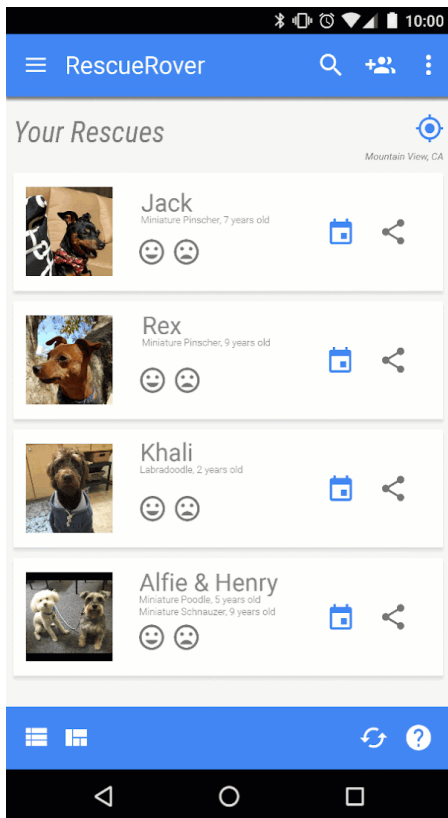 10:00
RescueRover
Your Rescues
Mountain View, CA
Jack
Miniature Pinscher, 7 years old
Rex
Miniature Pinscher, 9 years old
Khali
Labradoodle, 2 years old
Alfie & Henry
Miniature Poodle, 5 years old
Miniature Schnauzer, 9 years old